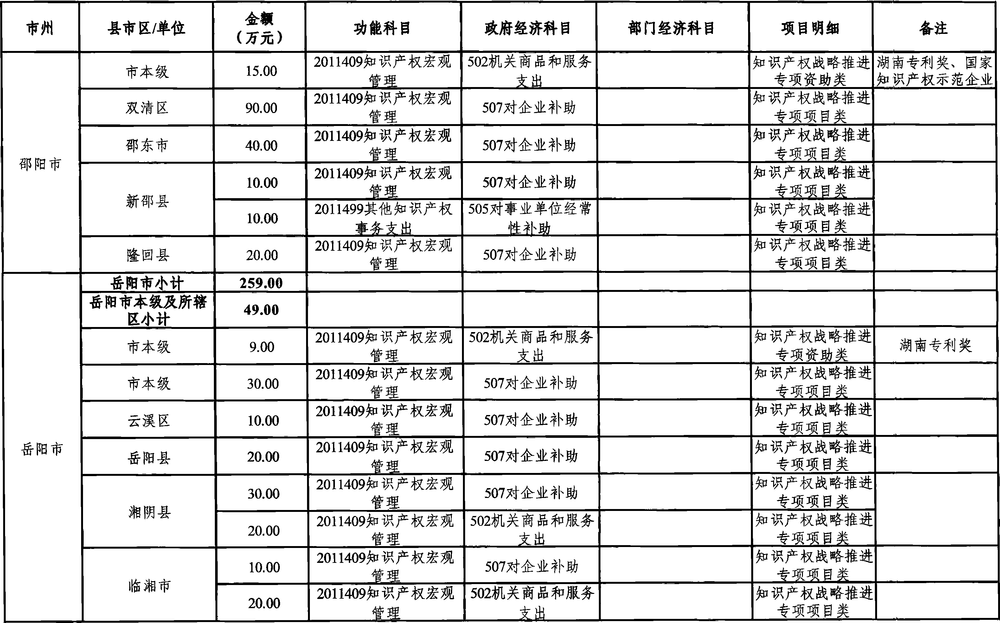 市州 县市区/单位 金额 功能科目 政府经济科目 部门经济科目 项目明细 备注
（万元）
邵阳市
市本级 15.00 2011409知识产权宏观 502机关商品和服务 知识产权战略推进 湖南专利奖、国家
管理 支出 专项资助类 知识产权示范企业
双清区 90.00 2011409知识产权宏观 507对企业补助 知识产权战略推进
管理 专项项目类
邵东市 40.00 2011409知识产权宏观 507对企业补助 知识产权战略推进
管理 专项项目类
新邵县 10.00 2011409知识产权宏观 507对企业补助 知识产权战略推进
管理 专项项目类
10.00 2011499其他知识产权 505对事业单位经常 知识产权战略推进
事务支出 性补助 专项项目类
隆回县 20.00 2011409知识产权宏观 507对企业补助 知识产权战略推进
管理 专项项目类
岳阳市
岳阳市小计 259.00
岳阳市本级及所辖 49.00
区小计
市本级 9.00 2011409知识产权宏观 502机关商品和服务 知识产权战略推进 湖南专利奖
管理 支出 专项资助类
市本级 30.00 2011409知识产权宏观 507对企业补助 知识产权战略推进
管理 专项项目类
云溪区 10.00 2011409知识产权宏观 507对企业补助 知识产权战略推进
管理 专项项目类
岳阳县 20.00 2011409知识产权宏观 507对企业补助 知识产权战略推进
管理 专项项目类
湘阴县 30.00 2011409知识产权宏观 507对企业补助 知识产权战略推进
管理 专项项目类
20.00 2011409知识产权宏观 502机关商品和服务 知识产权战略推进
管理 支出 专项项目类
临湘市 10.00 2011409知识产权宏观 507对企业补助 知识产权战略推进
管理 专项项目类
20.00 2011409知识产权宏观 502机关商品和服务 知识产权战略推进
管理 支出 专项项目类